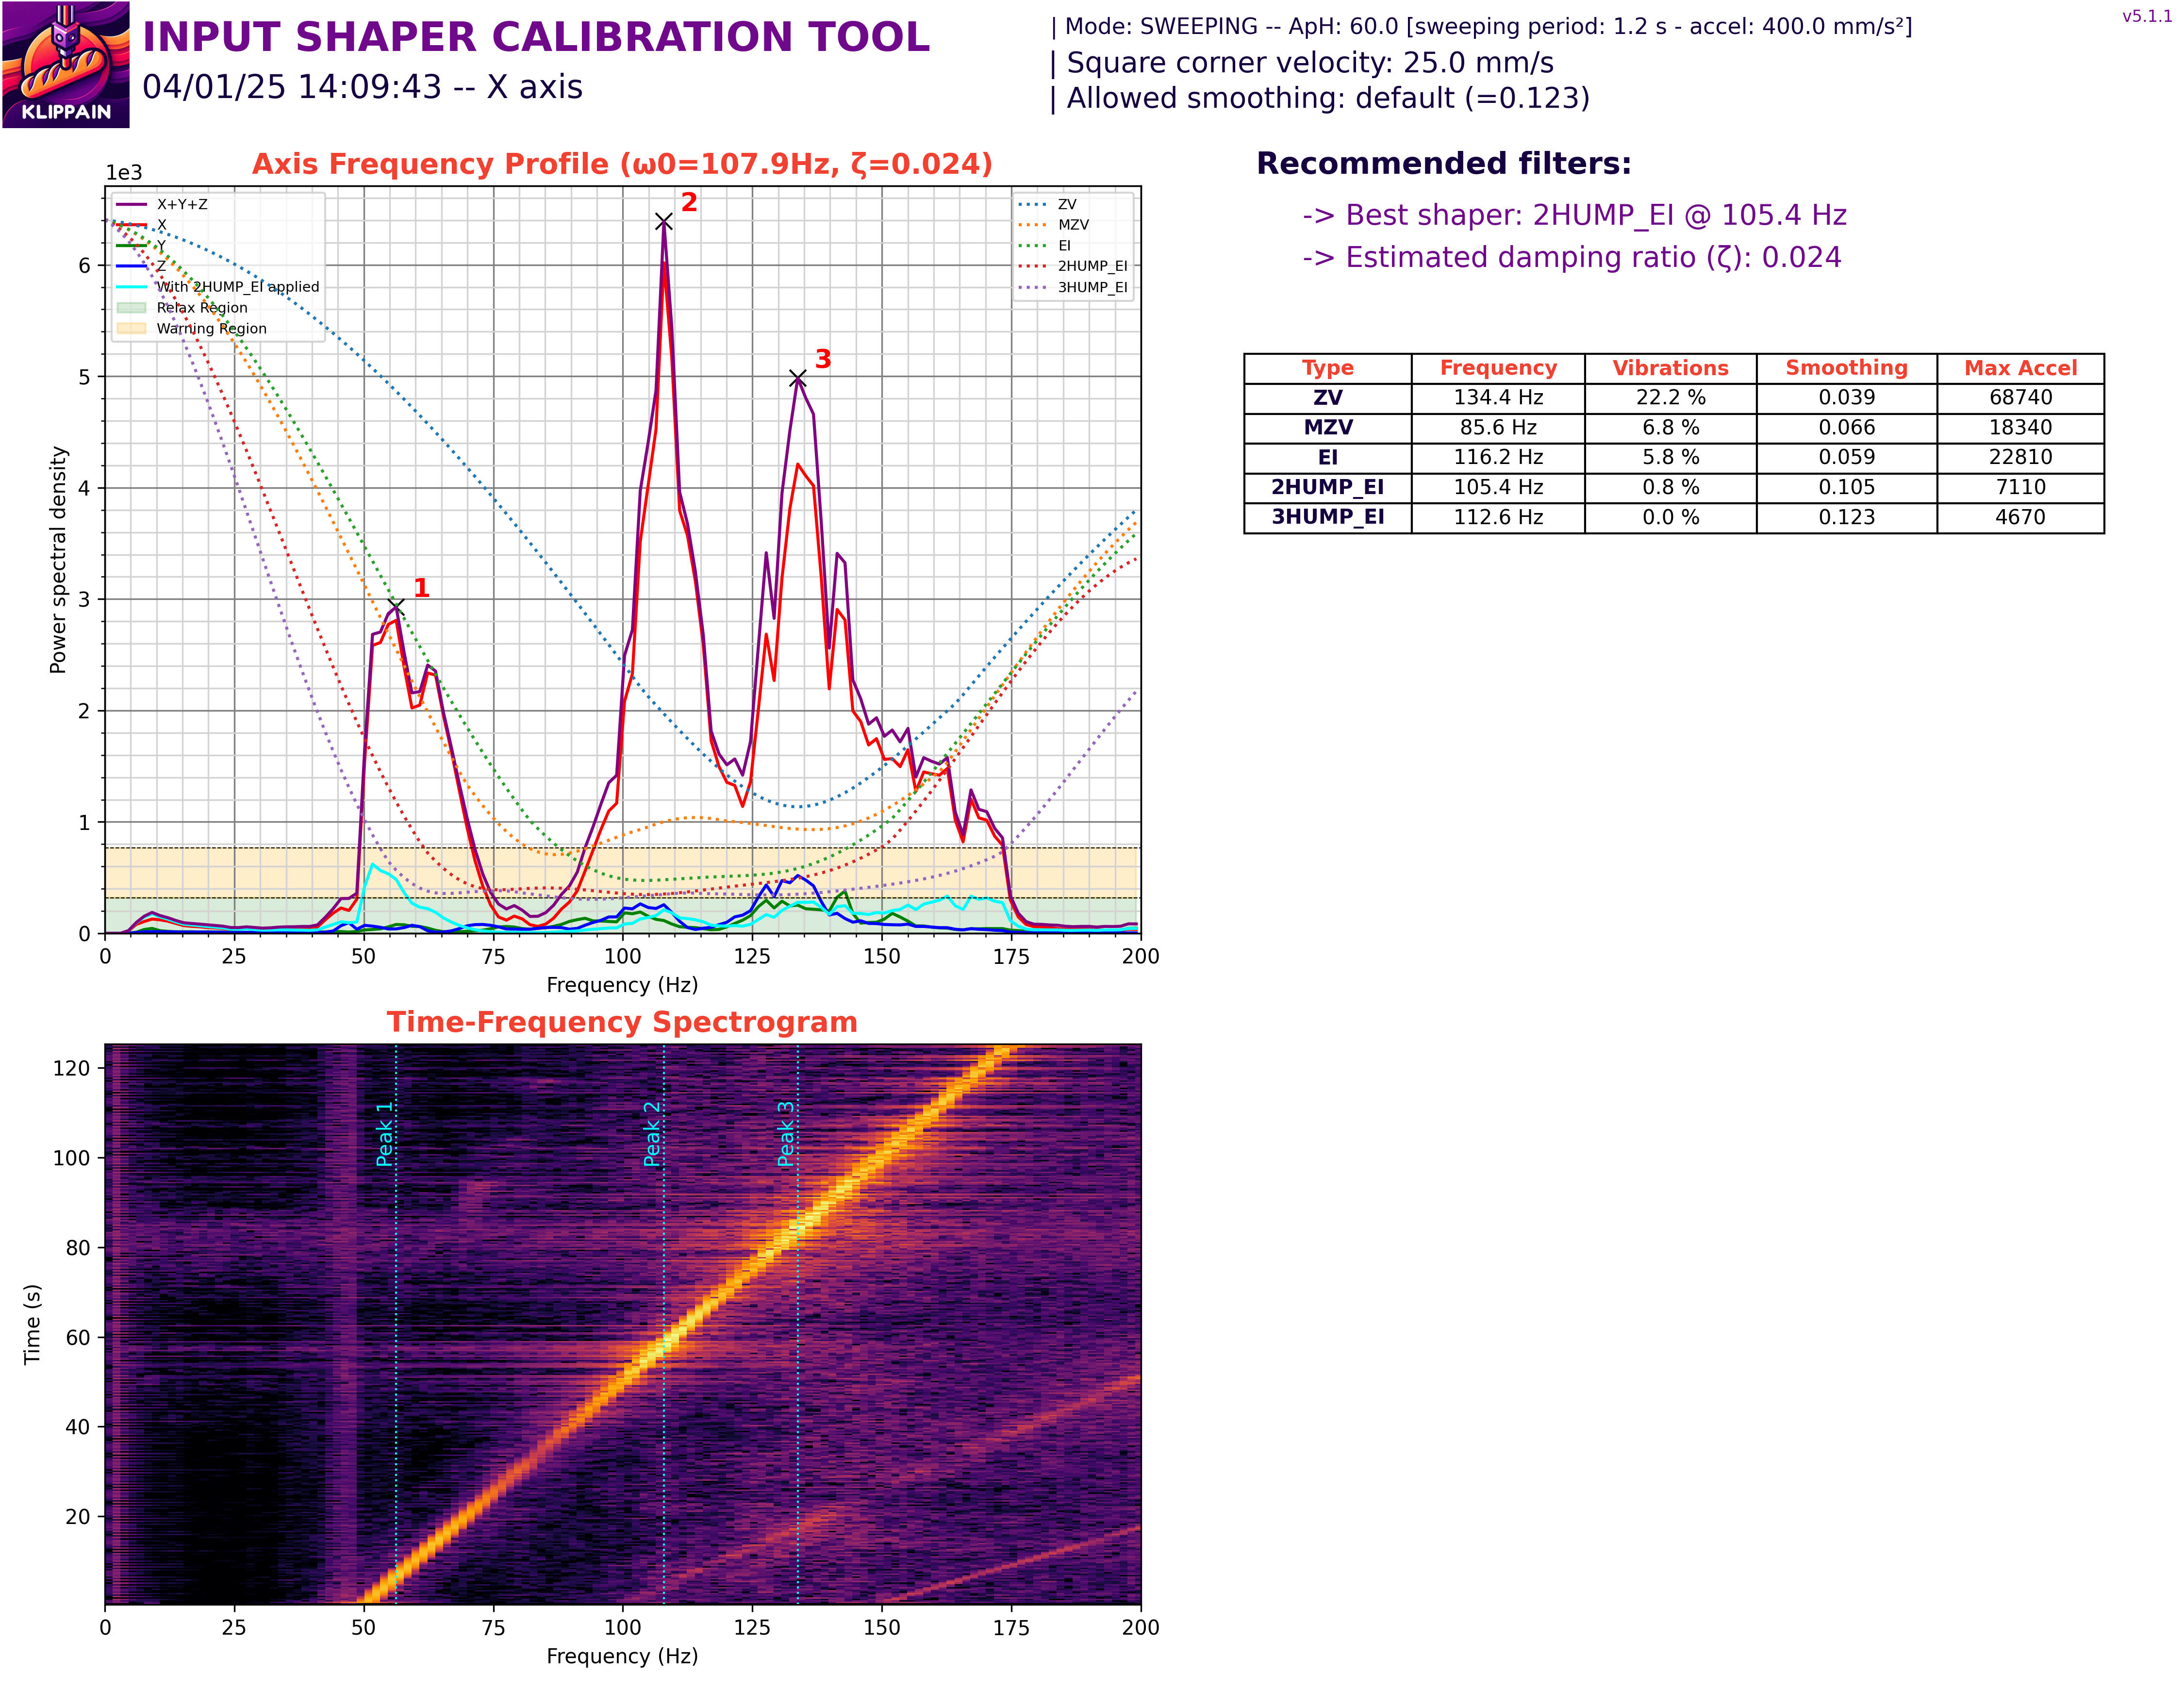 KLIPPAIN
INPUT SHAPER CALIBRATION TOOL
04/01/25 14:09:43 -- X axis
| Mode: SWEEPING -- ApH: 60.0 [sweeping period: 1.2 s - accel: 400.0 mm/s²]
| Square corner velocity: 25.0 mm/s
| Allowed smoothing: default (=0.123)
v5.1.1
Axis Frequency Profile (ω0=107.9Hz, ζ=0.024)
1e3
X+Y+Z
X
Y
Z
With 2HUMP_EI applied
Relax Region
Warning Region
ZV
MZV
EI
2HUMP_EI
3HUMP_EI
1
2
3
Power spectral density
6
5
4
3
2
1
0
0 25 50 75 100 125 150 175 200
Frequency (Hz)
Recommended filters:
-> Best shaper: 2HUMP_EI @ 105.4 Hz
-> Estimated damping ratio (ζ): 0.024
Type Frequency Vibrations Smoothing Max Accel
ZV 134.4 Hz 22.2 % 0.039 68740
MZV 85.6 Hz 6.8 % 0.066 18340
EI 116.2 Hz 5.8 % 0.059 22810
2HUMP_EI 105.4 Hz 0.8 % 0.105 7110
3HUMP_EI 112.6 Hz 0.0 % 0.123 4670
Time-Frequency Spectrogram
Peak 1
Peak 2
Peak 3
Time (s)
120
100
80
60
40
20
0 25 50 75 100 125 150 175 200
Frequency (Hz)